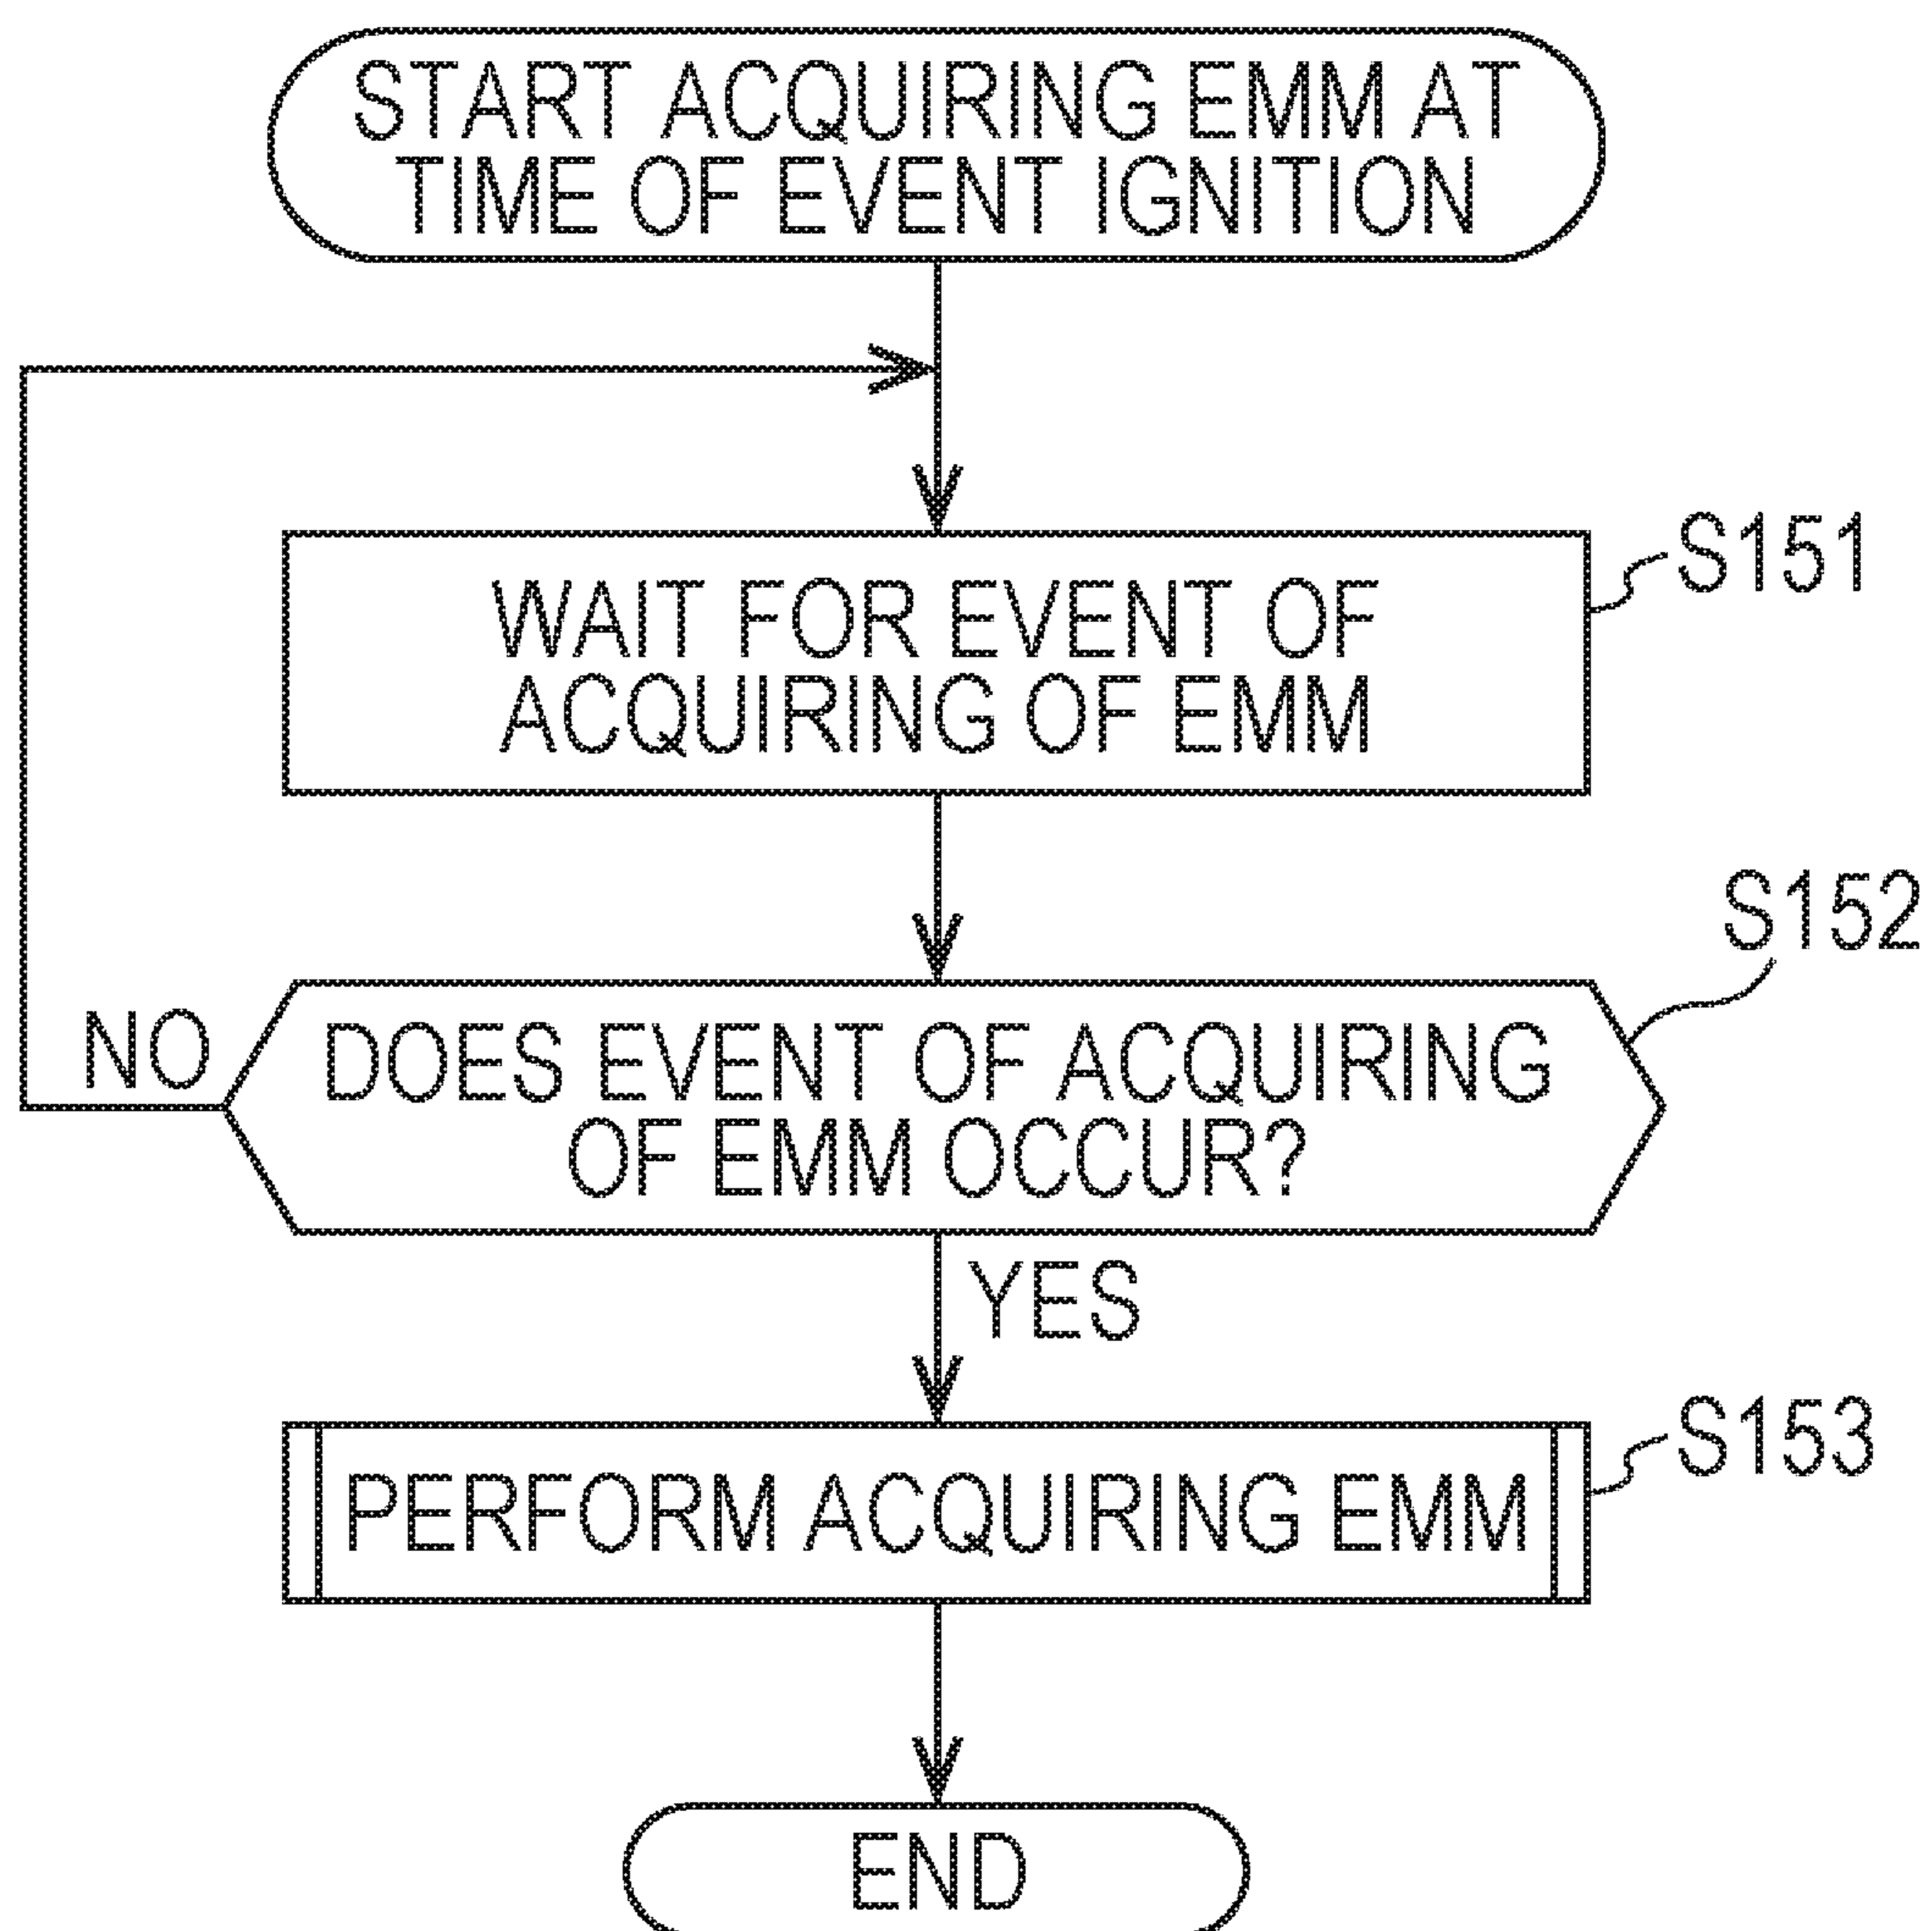 START ACQUIRING EMM AT
TIME OF EVENT IGNITION
WAIT FOR EVENT OF
ACQUIRING OF EMM
S151
S152
NO
DOES EVENT OF ACQUIRING
OF EMM OCCUR?
YES
PERFORM ACQUIRING EMM
S153
END